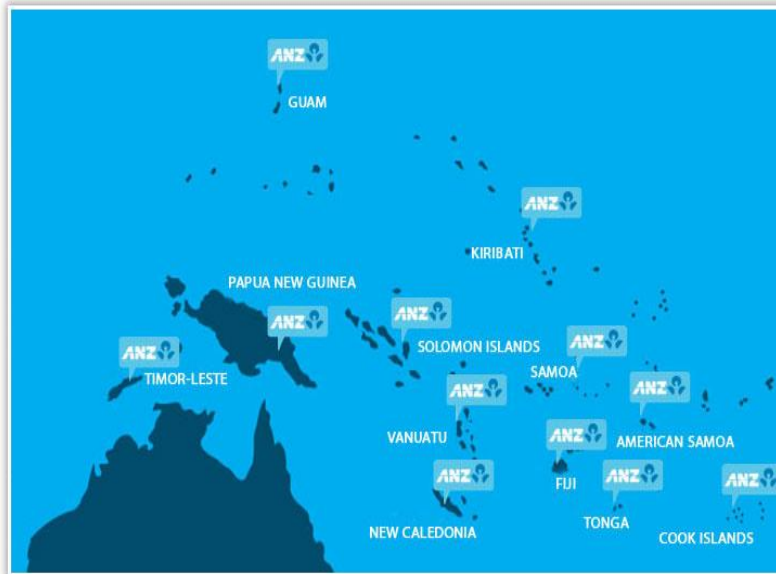 ANZ
GUAM
ANZ
KIRIBATI
PAPUA NEW GUINEA
ANZ
ANZ
SOLOMON ISLANDS
ANZ
TIMOR-LESTE
ANZ
SAMOA
ANZ
VANUATU
ANZ
AMERICAN SAMOA
ANZ
FIJI
ANZ
NEW CALEDONIA
ANZ
TONGA
ANZ
COOK ISLANDS